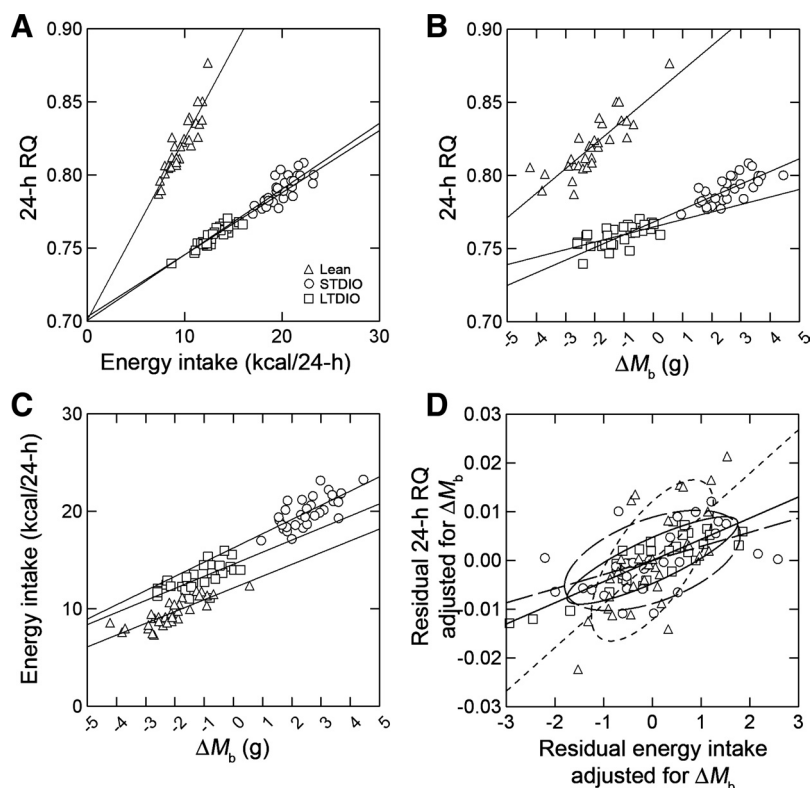 A
0.90
0.85
0.80
0.75
0.70
24-h RQ
0 10 20 30
Energy intake (kcal/24-h)
Lean
STDIO
LTDIO
B
0.90
0.85
0.80
0.75
0.70
24-h RQ
-5 -4 -3 -2 -1 0 1 2 3 4 5
ΔMb (g)
C
30
20
10
0
Energy intake (kcal/24-h)
-5 -4 -3 -2 -1 0 1 2 3 4 5
ΔMb (g)
D
0.03
0.02
0.01
0.00
-0.01
-0.02
-0.03
Residual 24-h RQ
adjusted for ΔMb
-3 -2 -1 0 1 2 3
Residual energy intake
adjusted for ΔMb